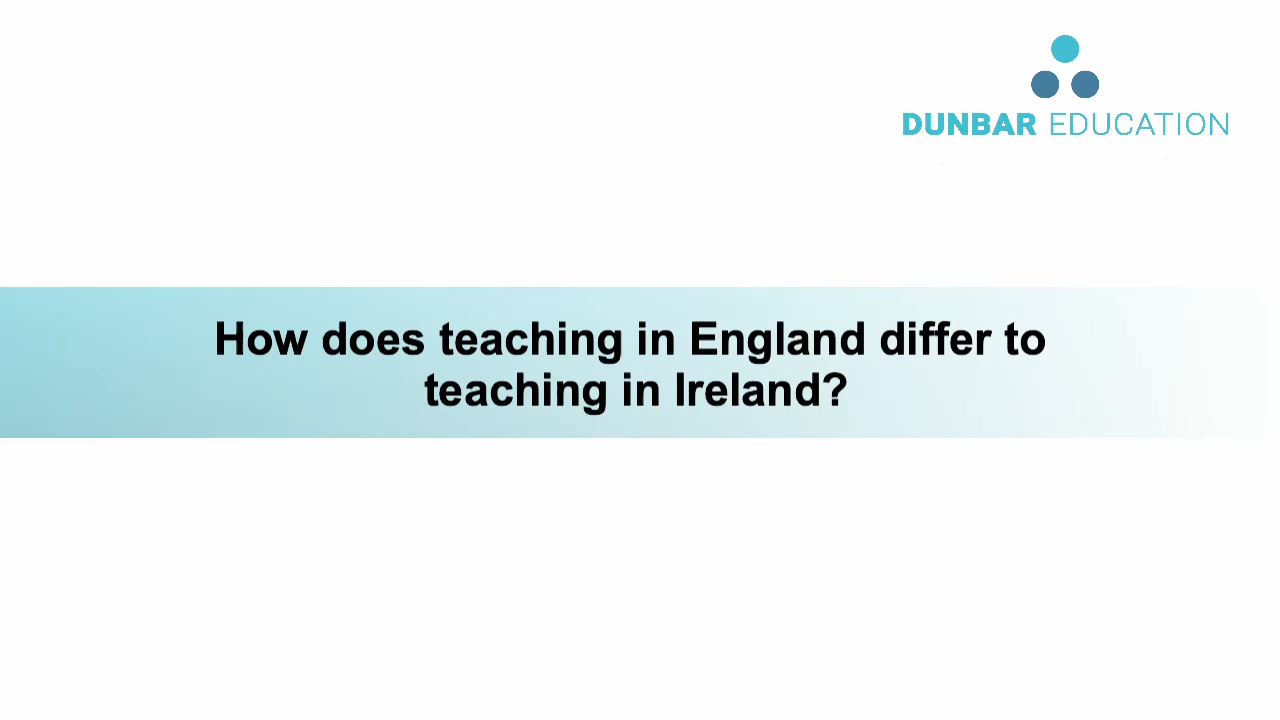 DUNBAR EDUCATION
How does teaching in England differ to
teaching in Ireland?